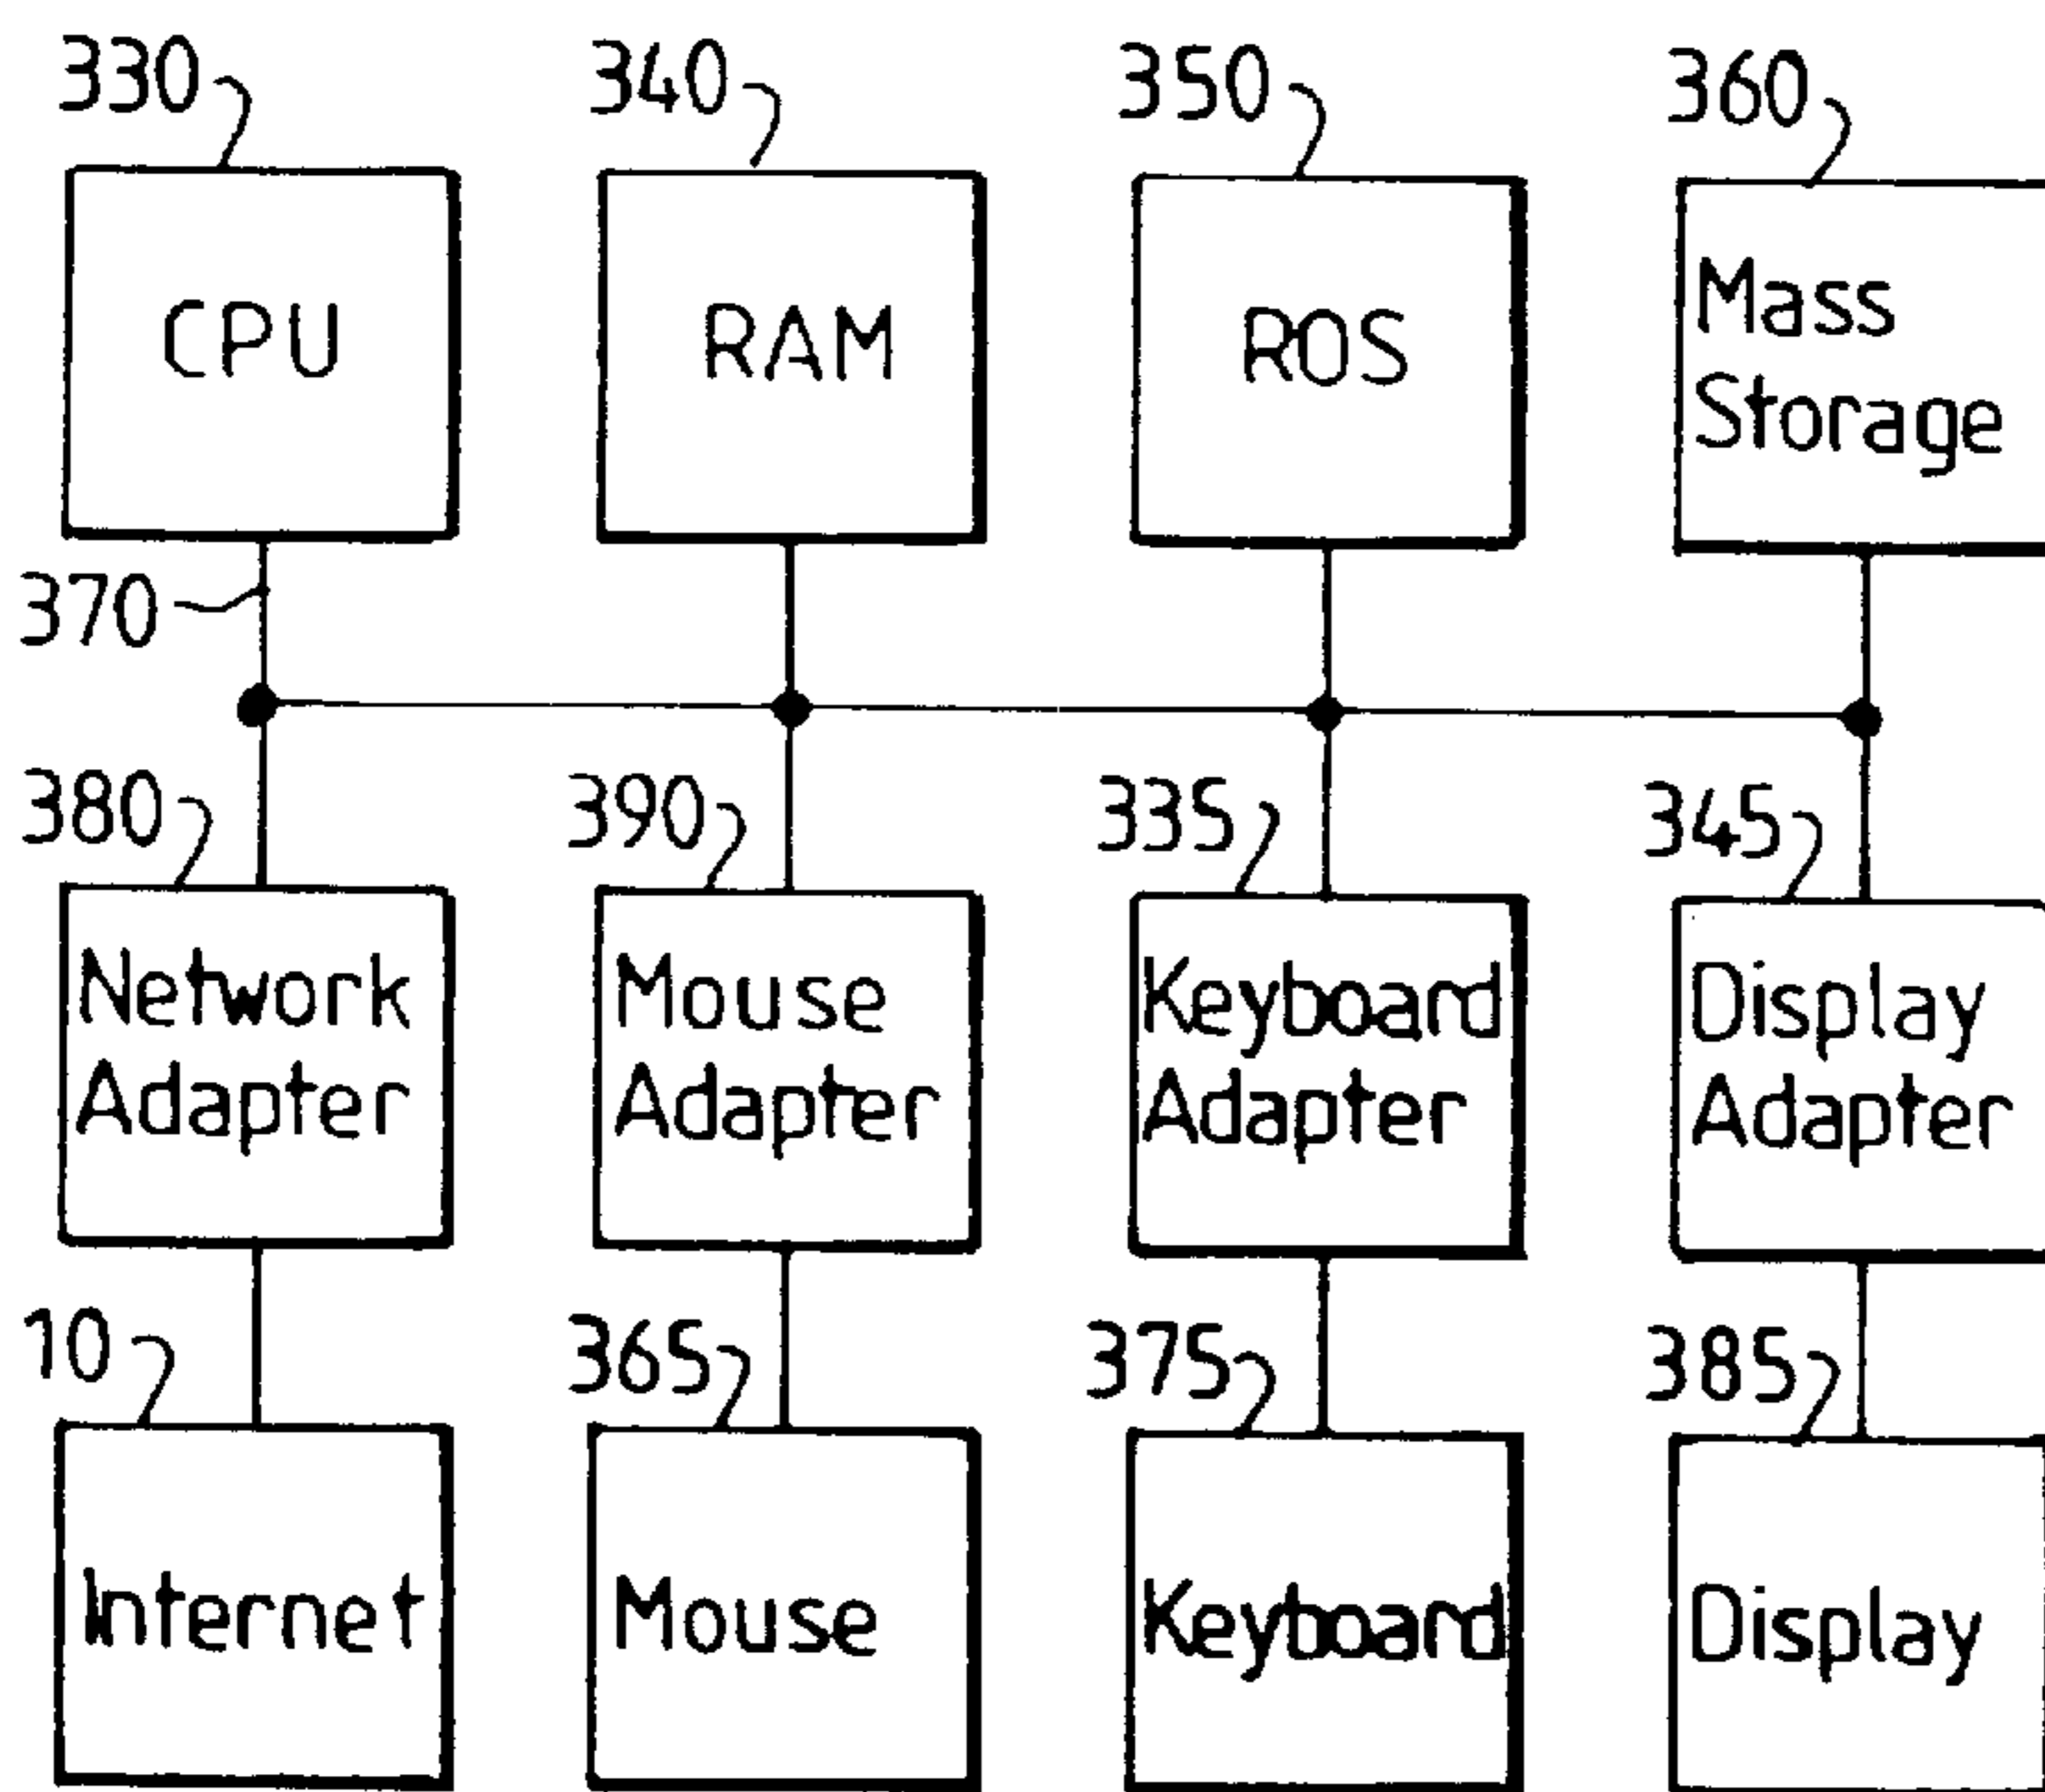 330 340 350 360
CPU RAM ROS Mass
Storage
370
380 390 335 345
Network Mouse Keyboard Display
Adapter Adapter Adapter Adapter
10 365 375 385
Internet Mouse Keyboard Display